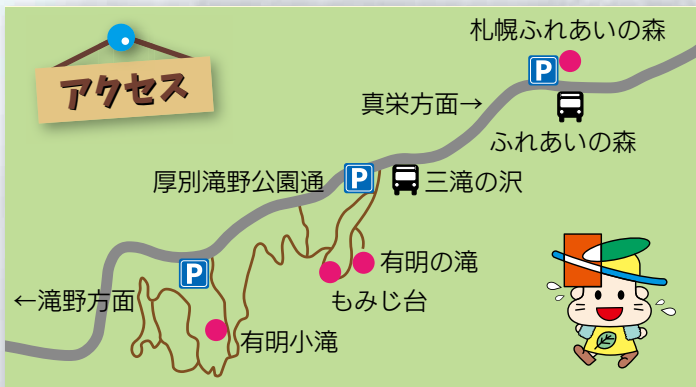 アクセス
札幌ふれあいの森
P
真栄方面→
ふれあいの森
厚別滝野公園通
P
三滝の沢
P
有明の滝
←滝野方面
もみじ台
有明小滝